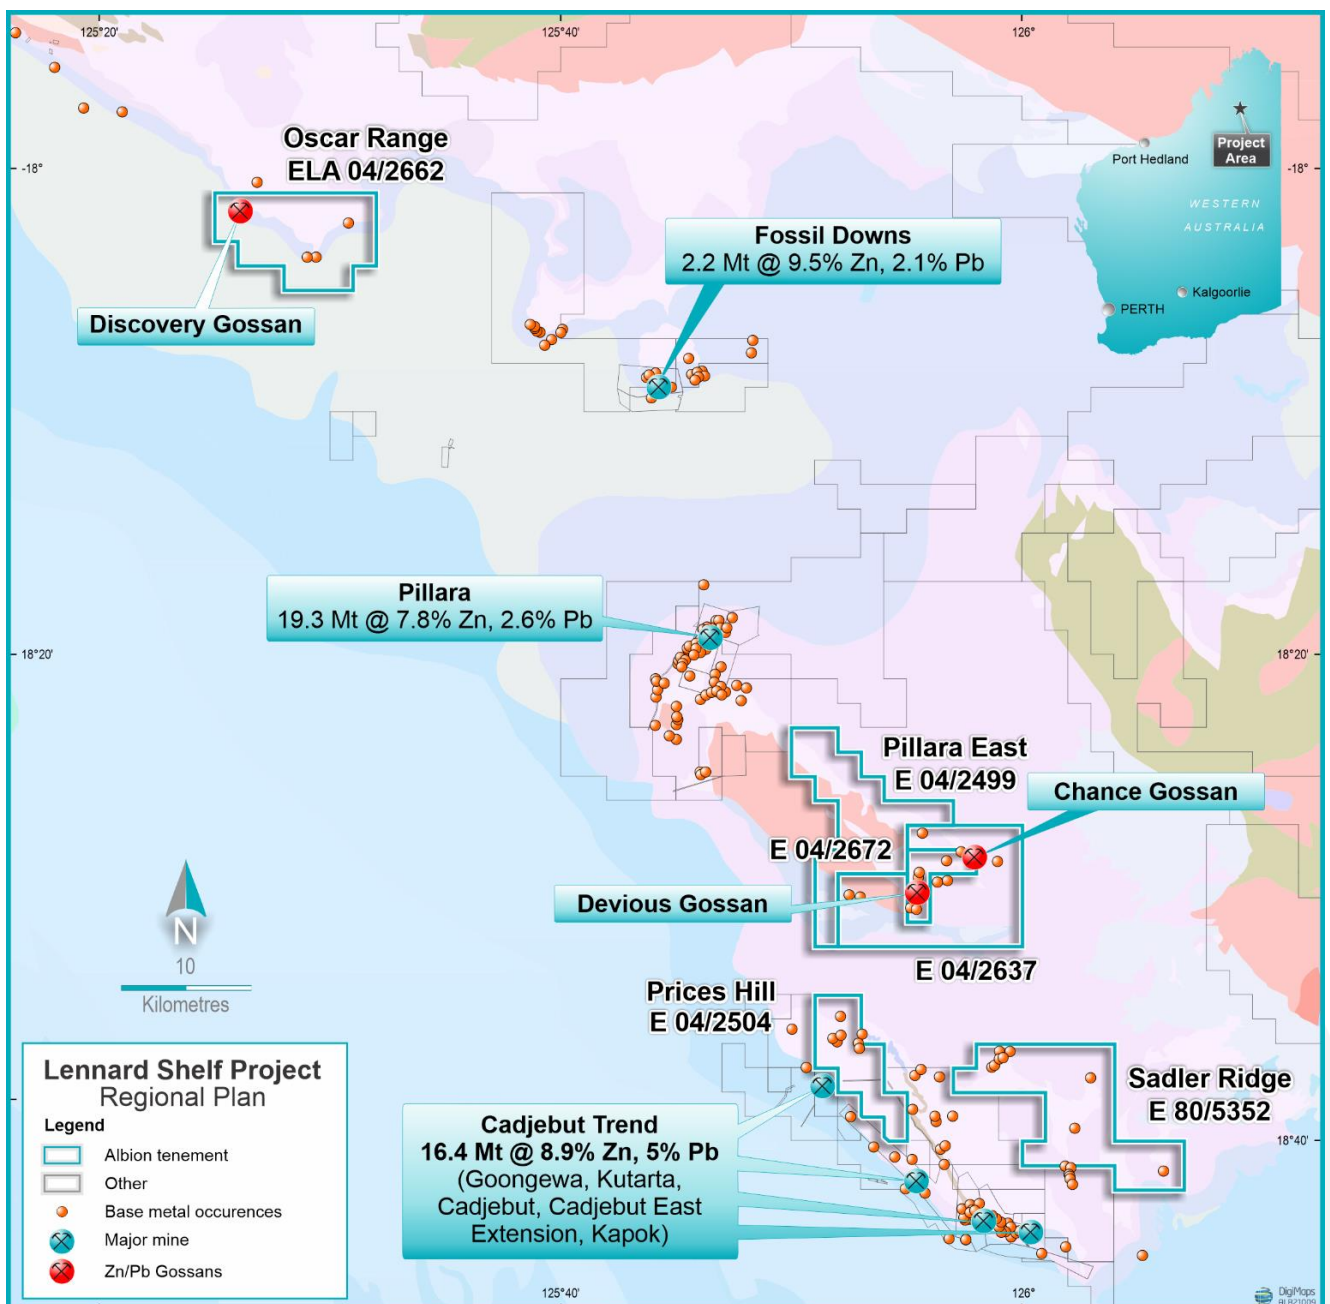 125°20'
125°40'
126°
Oscar Range
ELA 04/2662
-18°
-18°
Port Hedland
Project
Area
WESTERN
AUSTRALIA
Kalgoorlie
PERTH
Fossil Downs
2.2 Mt @ 9.5% Zn, 2.1% Pb
Discovery Gossan
Pillara
19.3 Mt @ 7.8% Zn, 2.6% Pb
18°20'
18°20'
Pillara East
E 04/2499
Chance Gossan
E 04/2672
Devious Gossan
E 04/2637
N
10
Kilometres
Prices Hill
E 04/2504
Sadler Ridge
E 80/5352
Cadjebut Trend
16.4 Mt @ 8.9% Zn, 5% Pb
(Goongewa, Kutarta,
Cadjebut, Cadjebut East
Extension, Kapok)
18°40'
Lennard Shelf Project
Regional Plan
Legend
Albion tenement
Other
Base metal occurences
Major mine
Zn/Pb Gossans
125°40'
126°
DigiMaps